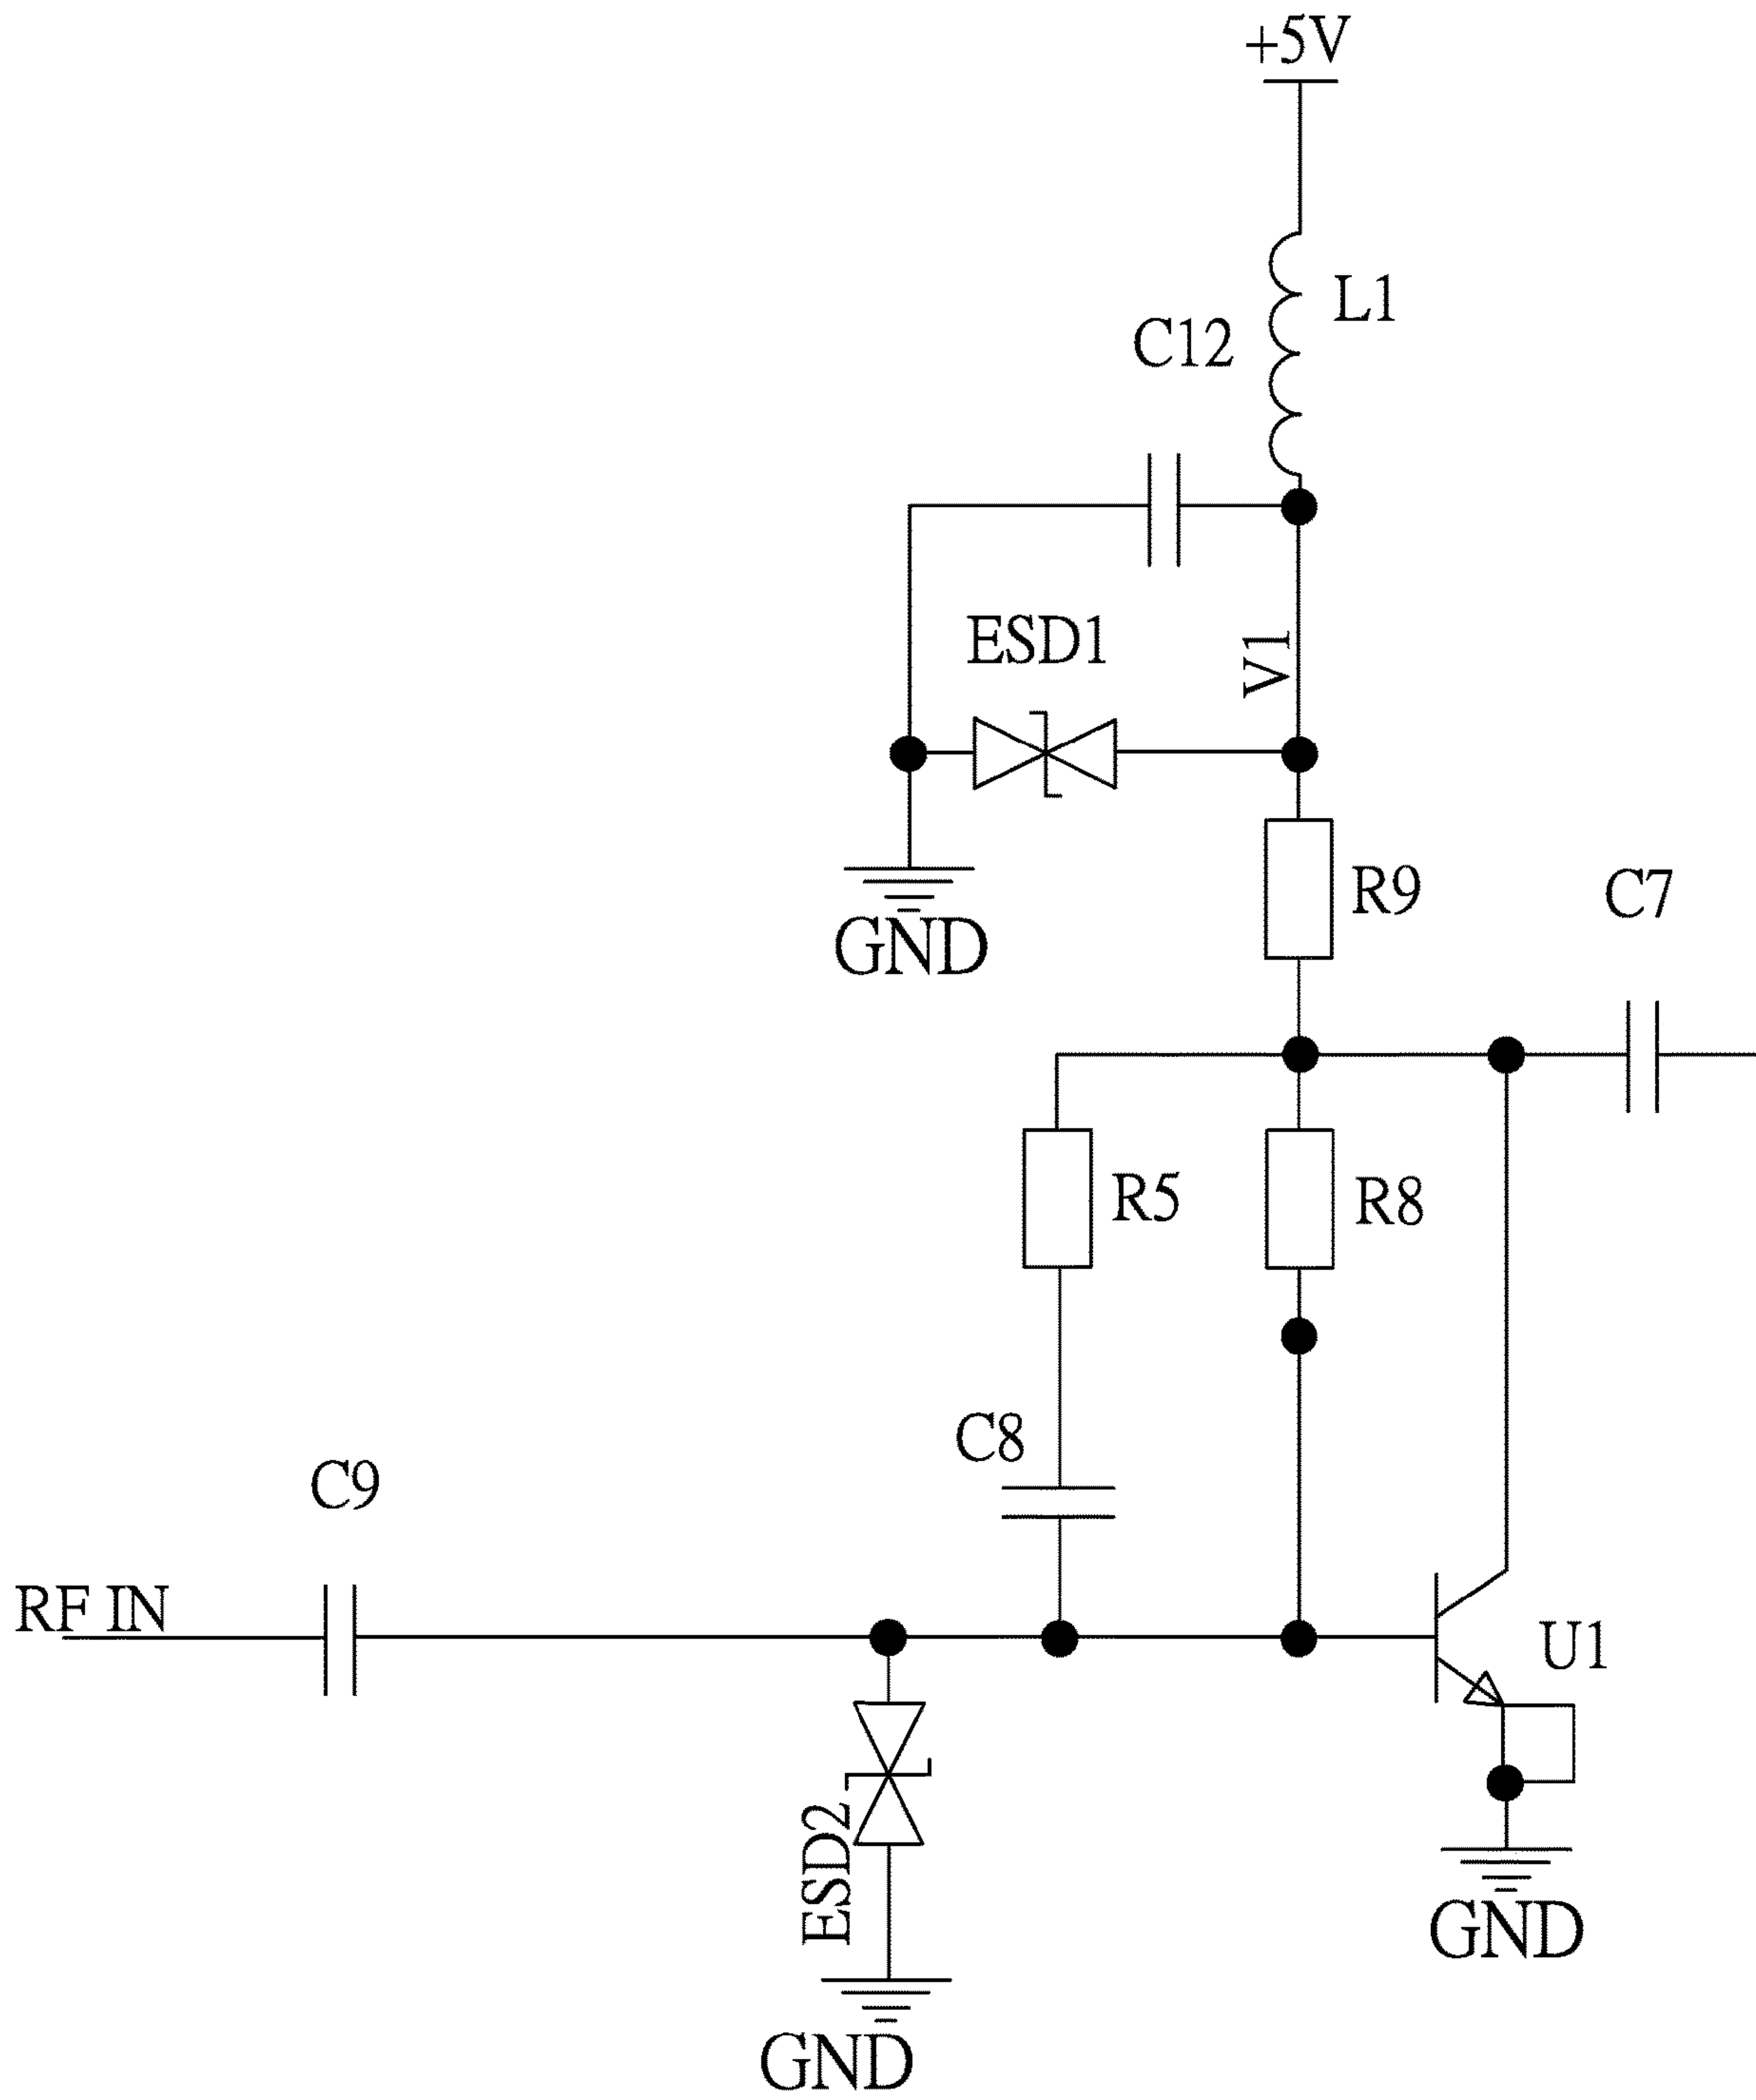 +5V
L1
C12
ESD1
V1
R9
C7
GND
R5
R8
C8
C9
RF IN
U1
ESD2
GND
GND